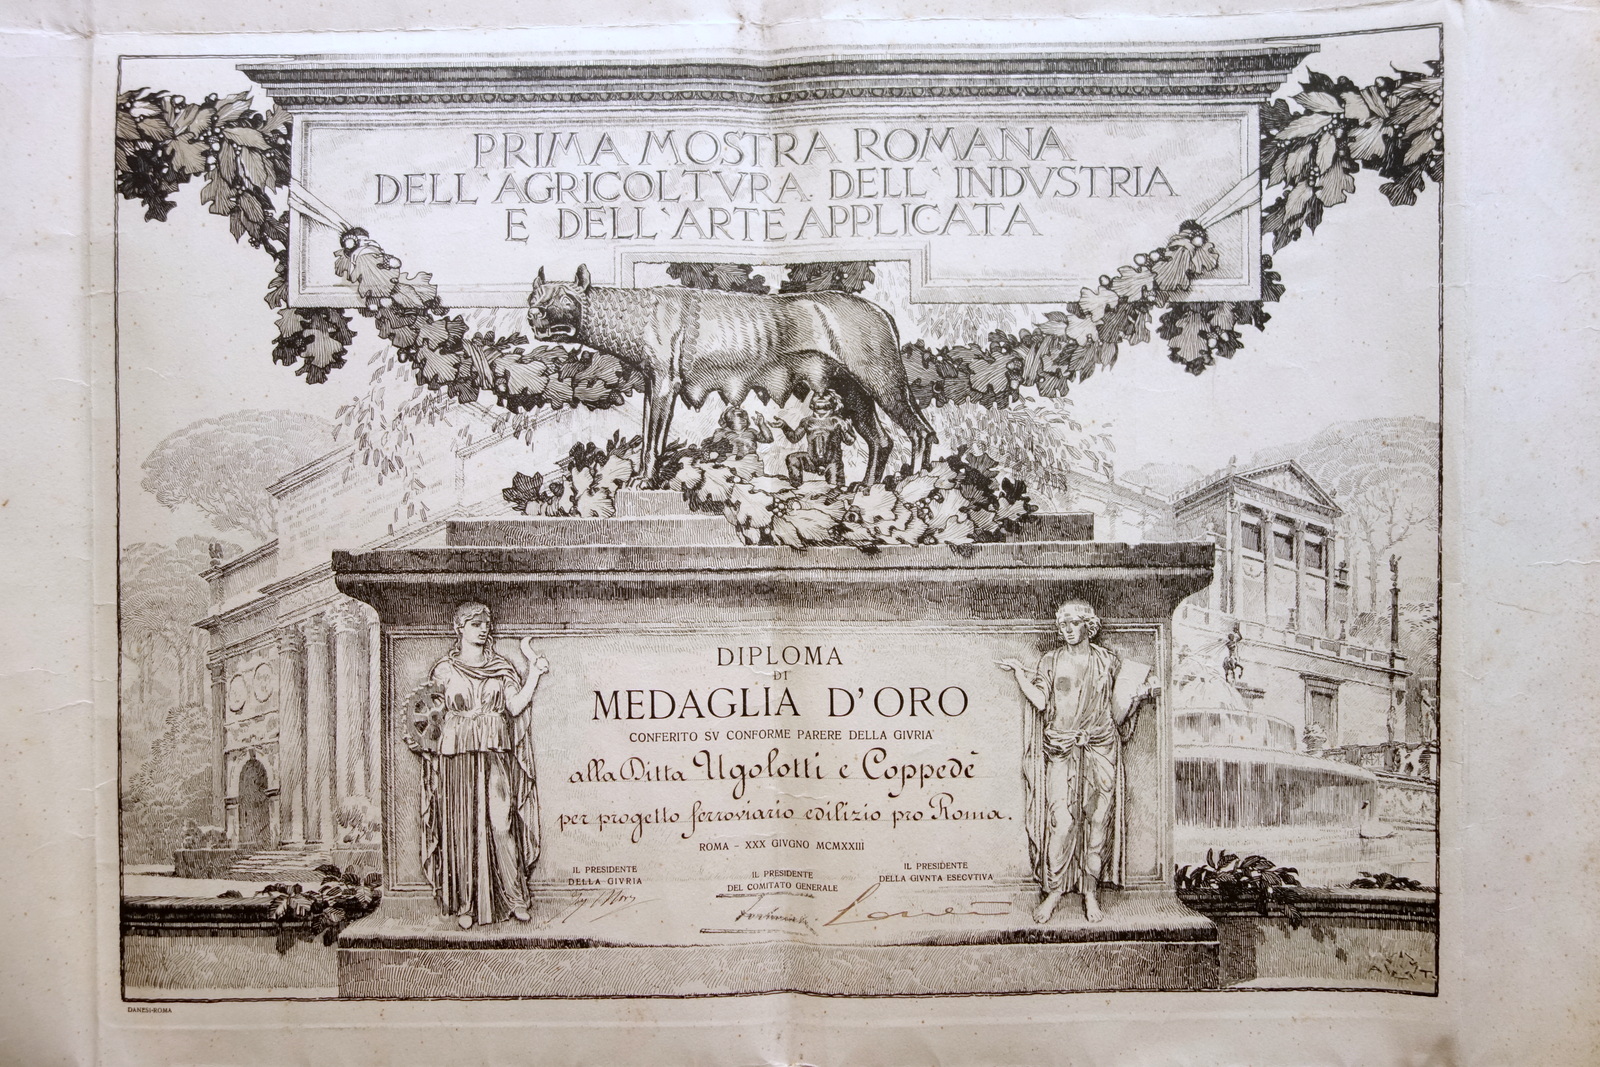 PRIMA MOSTRA ROMANA
DELL'AGRICOLTVRA DELL'INDVSTRIA
E DELL'ARTE APPLICATA
DIPLOMA
DI
MEDAGLIA D'ORO
CONFERITO SV CONFORME PARERE DELLA GIVRIA
alla Ditta Ugolotti e Coppedè
per progetto ferroviario edilizio pro Roma.
ROMA - XXX GIVGNO MCMXXIII
IL PRESIDENTE
DELLA GIVRIA
IL PRESIDENTE
DEL COMITATO GENERALE
IL PRESIDENTE
DELLA GIVNTA ESECVTIVA
DANESI-ROMA